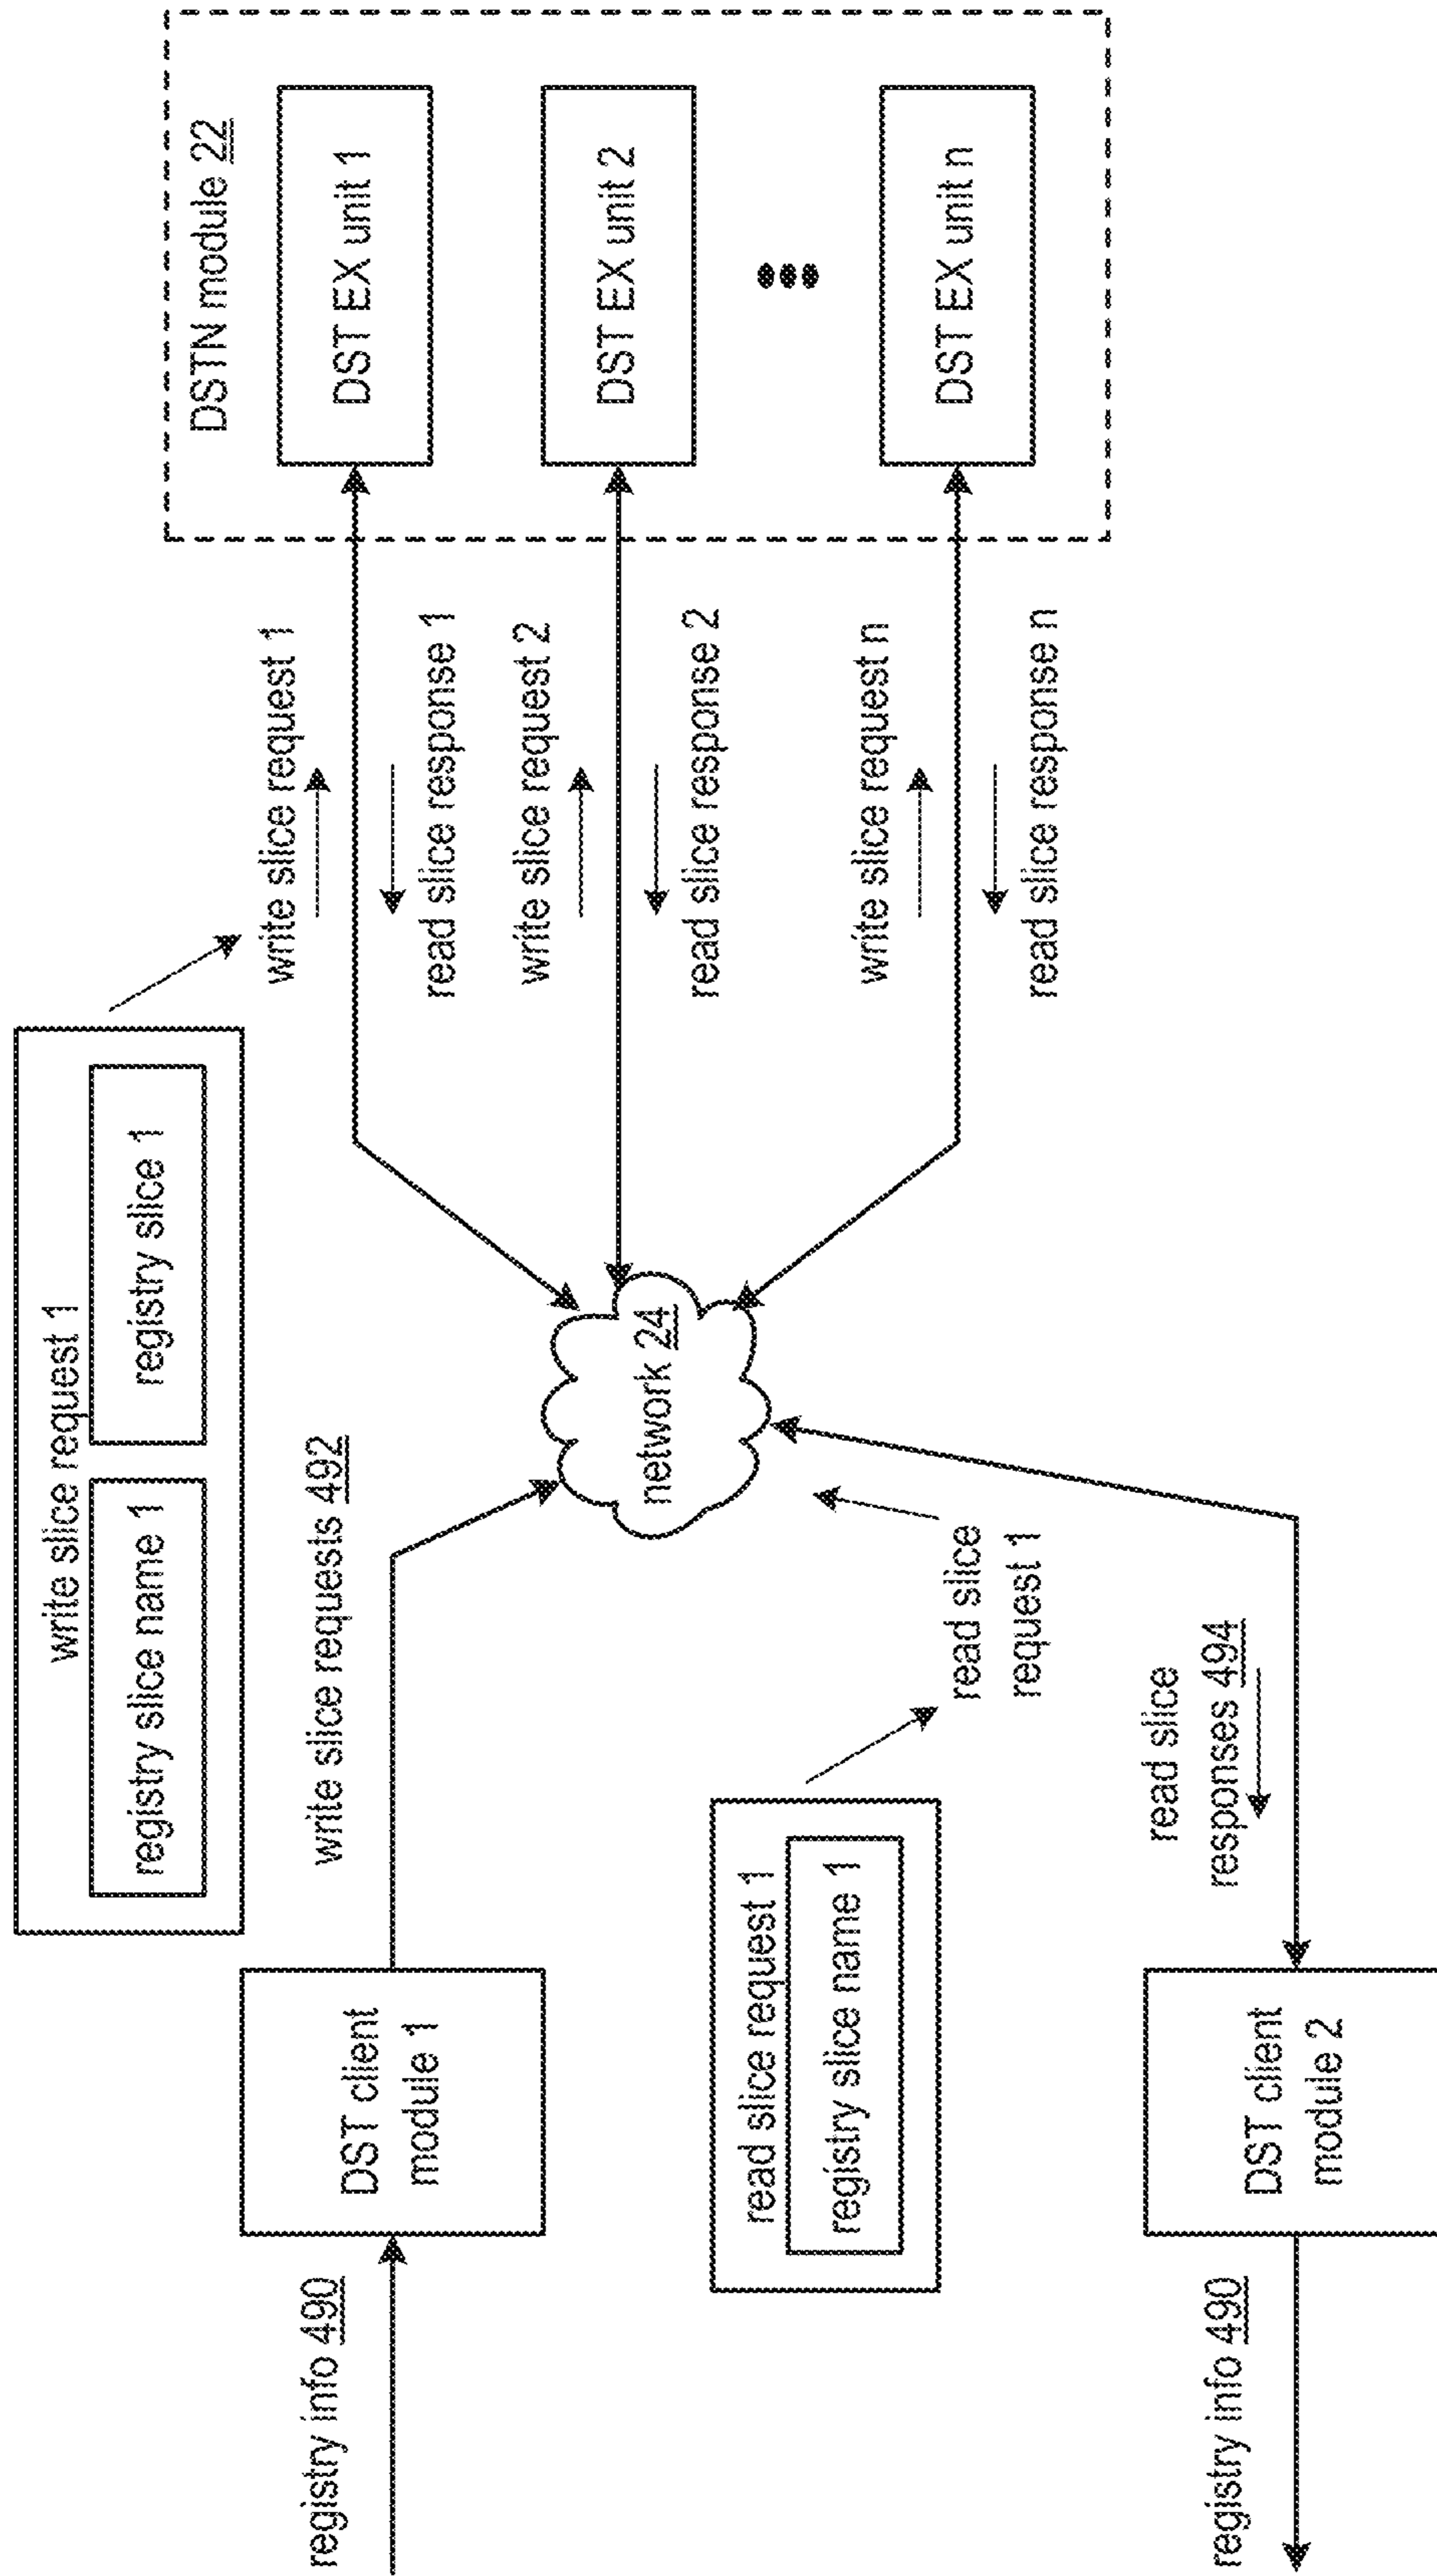 write slice request 1
registry slice name 1
registry slice 1
DSTN module 22
registry info 490
DST client
module 1
write slice requests 492
write slice request 1
read slice response 1
DST EX unit 1
write slice request 2
read slice response 2
DST EX unit 2
network 24
read slice request 1
registry slice name 1
read slice
request 1
write slice request n
read slice response n
DST EX unit n
registry info 490
DST client
module 2
read slice
responses 494